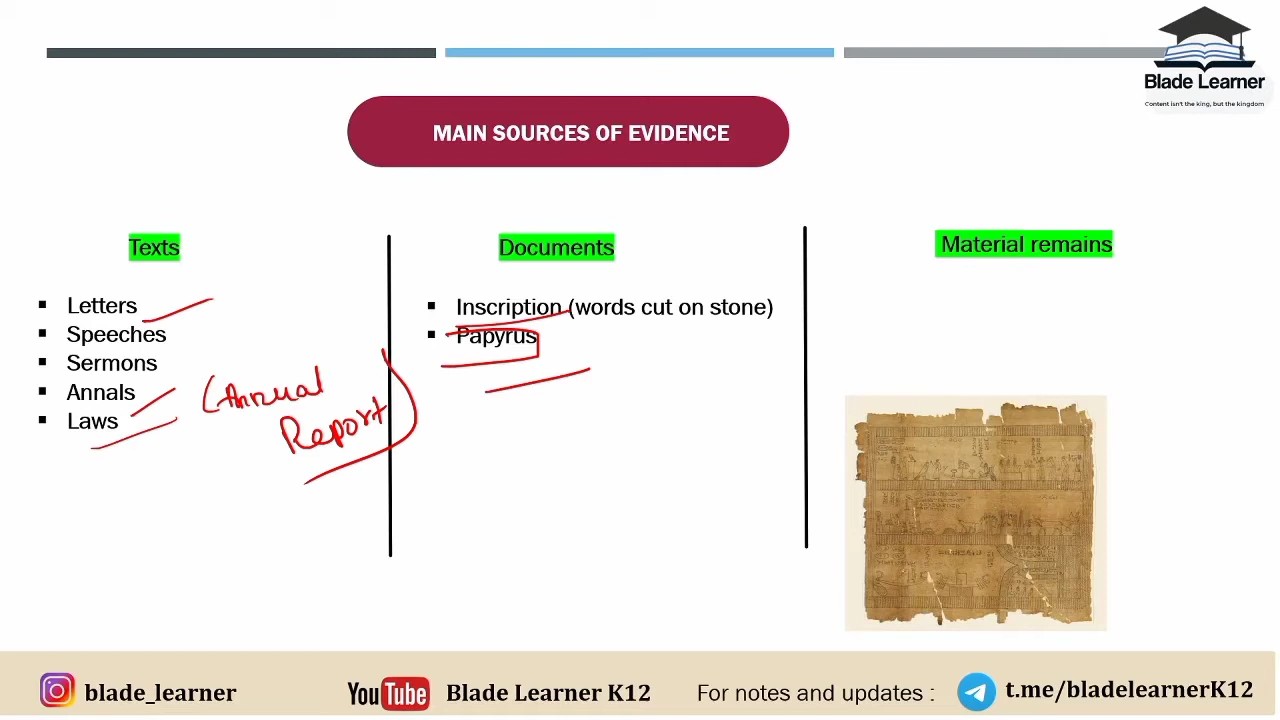 Blade Learner
Content isn't the king, but the kingdom
MAIN SOURCES OF EVIDENCE
Texts
Letters
Speeches
Sermons
Annals
Laws
(Annual
Report)
Documents
Inscription (words cut on stone)
Papyrus
Material remains
blade_learner
YouTube
Blade Learner K12
For notes and updates :
t.me/bladelearnerK12